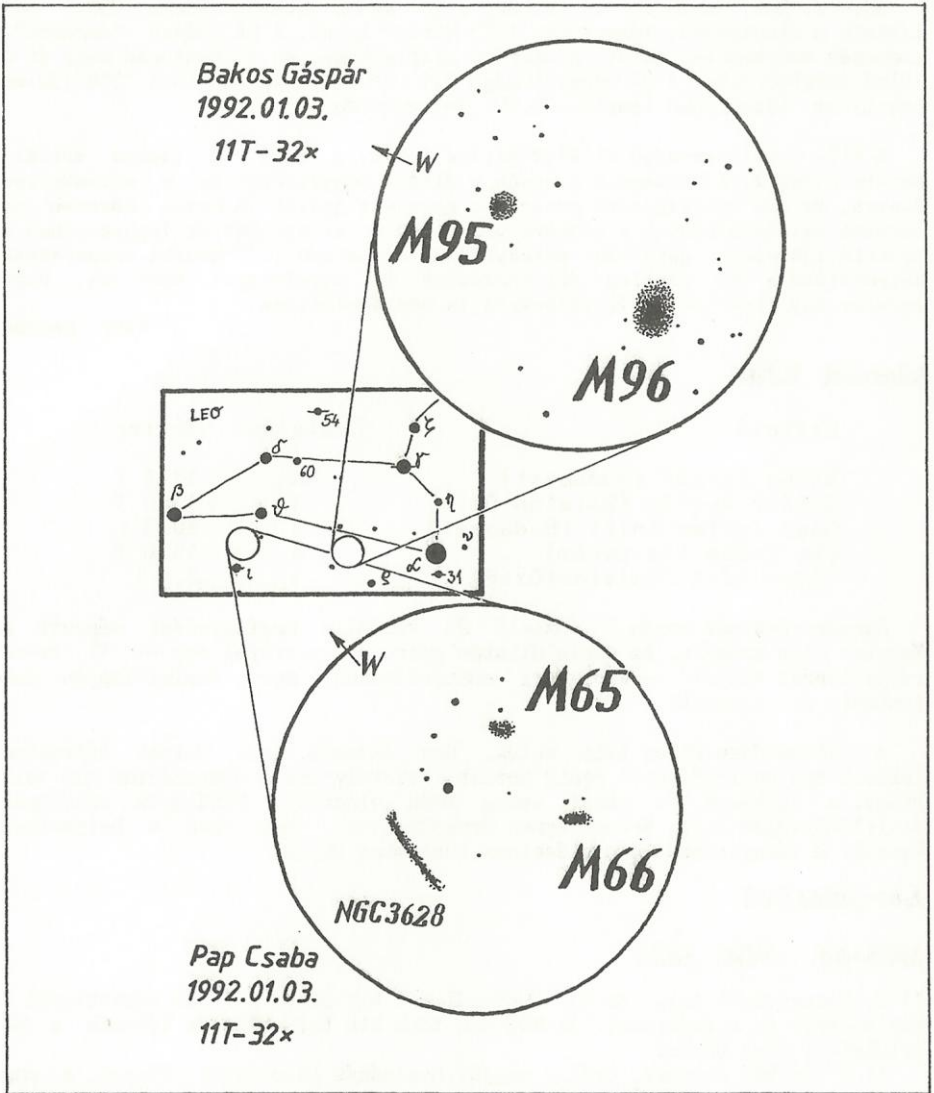 Bakos Gáspár
1992.01.03.
11T-32×
W
M95
M96
LEO
54
ζ
δ
60
γ
β
η
ϑ
ν
α
ι
ρ
31
W
M65
M66
NGC3628
Pap Csaba
1992.01.03.
11T-32×